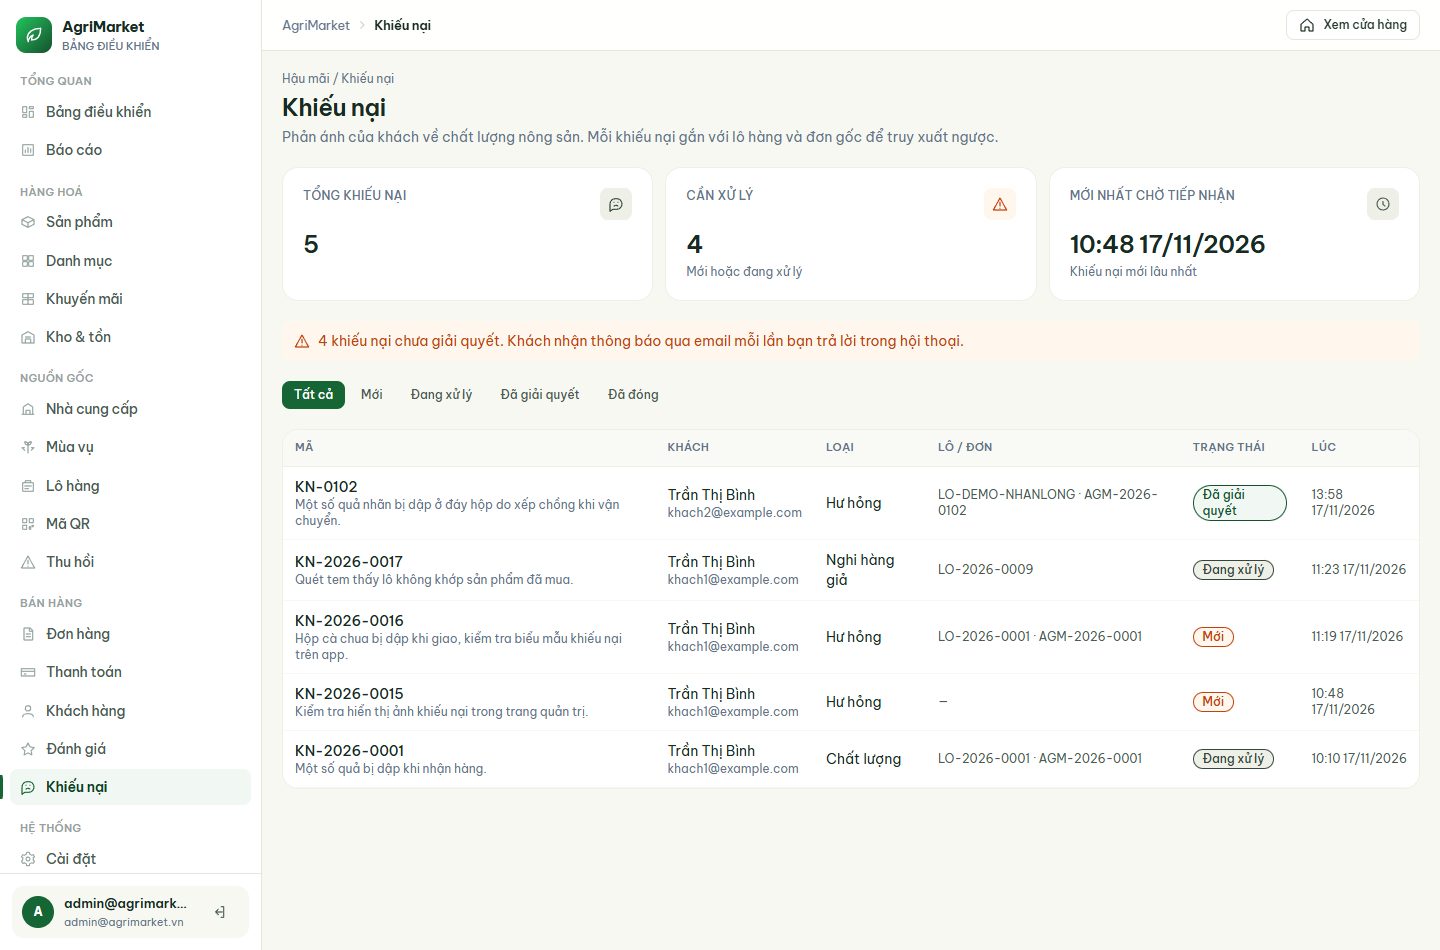 AgriMarket
BẢNG ĐIỀU KHIỂN
TỔNG QUAN
Bảng điều khiển
Báo cáo
HÀNG HOÁ
Sản phẩm
Danh mục
Khuyến mãi
Kho & tồn
NGUỒN GỐC
Nhà cung cấp
Mùa vụ
Lô hàng
Mã QR
Thu hồi
BÁN HÀNG
Đơn hàng
Thanh toán
Khách hàng
Đánh giá
Khiếu nại
HỆ THỐNG
Cài đặt
A
admin@agrimark...
admin@agrimarket.vn
AgriMarket > Khiếu nại
Xem cửa hàng
Hậu mãi / Khiếu nại
Khiếu nại
Phản ánh của khách về chất lượng nông sản. Mỗi khiếu nại gắn với lô hàng và đơn gốc để truy xuất ngược.
TỔNG KHIẾU NẠI
5
CẦN XỬ LÝ
4
Mới hoặc đang xử lý
MỚI NHẤT CHỜ TIẾP NHẬN
10:48 17/11/2026
Khiếu nại mới lâu nhất
4 khiếu nại chưa giải quyết. Khách nhận thông báo qua email mỗi lần bạn trả lời trong hội thoại.
Tất cả Mới Đang xử lý Đã giải quyết Đã đóng
MÃ KHÁCH LOẠI LÔ / ĐƠN TRẠNG THÁI LÚC
KN-0102
Một số quả nhãn bị dập ở đáy hộp do xếp chồng khi vận
chuyển.
Trần Thị Bình
khach2@example.com
Hư hỏng
LO-DEMO-NHANLONG · AGM-2026-
0102
Đã giải
quyết
13:58
17/11/2026
KN-2026-0017
Quét tem thấy lô không khớp sản phẩm đã mua.
Trần Thị Bình
khach1@example.com
Nghi hàng
giả
LO-2026-0009
Đang xử lý
11:23 17/11/2026
KN-2026-0016
Hộp cà chua bị dập khi giao, kiểm tra biểu mẫu khiếu nại
trên app.
Trần Thị Bình
khach1@example.com
Hư hỏng
LO-2026-0001 · AGM-2026-0001
Mới
11:19 17/11/2026
KN-2026-0015
Kiểm tra hiển thị ảnh khiếu nại trong trang quản trị.
Trần Thị Bình
khach1@example.com
Hư hỏng
—
Mới
10:48
17/11/2026
KN-2026-0001
Một số quả bị dập khi nhận hàng.
Trần Thị Bình
khach1@example.com
Chất lượng
LO-2026-0001 · AGM-2026-0001
Đang xử lý
10:10 17/11/2026